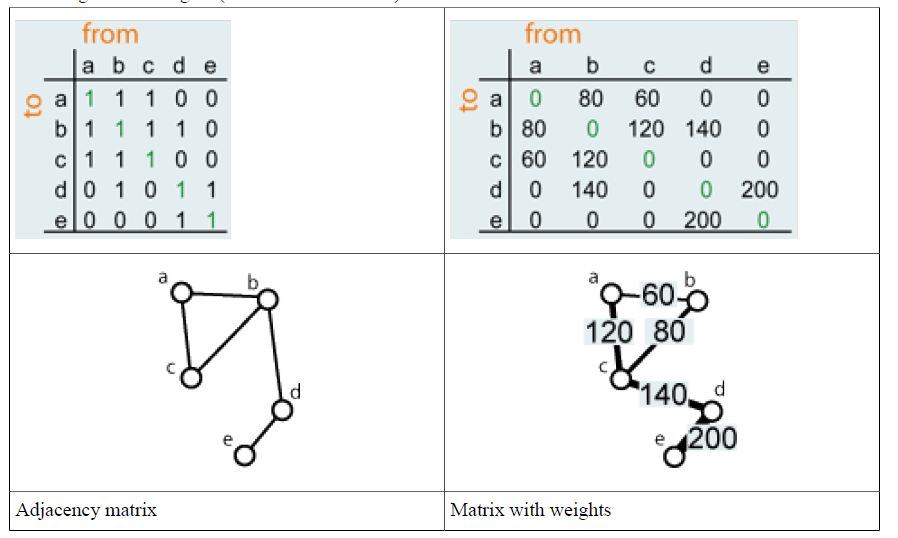 from
a b c d e
to
a 1 1 1 0 0
b 1 1 1 1 0
c 1 1 1 0 0
d 0 1 0 1 1
e 0 0 0 1 1
from
a b c d e
to
a 0 80 60 0 0
b 80 0 120 140 0
c 60 120 0 0 0
d 0 140 0 0 200
e 0 0 0 200 0
a
b
c
d
e
a
b
60
120
80
c
140
d
e
200
Adjacency matrix
Matrix with weights